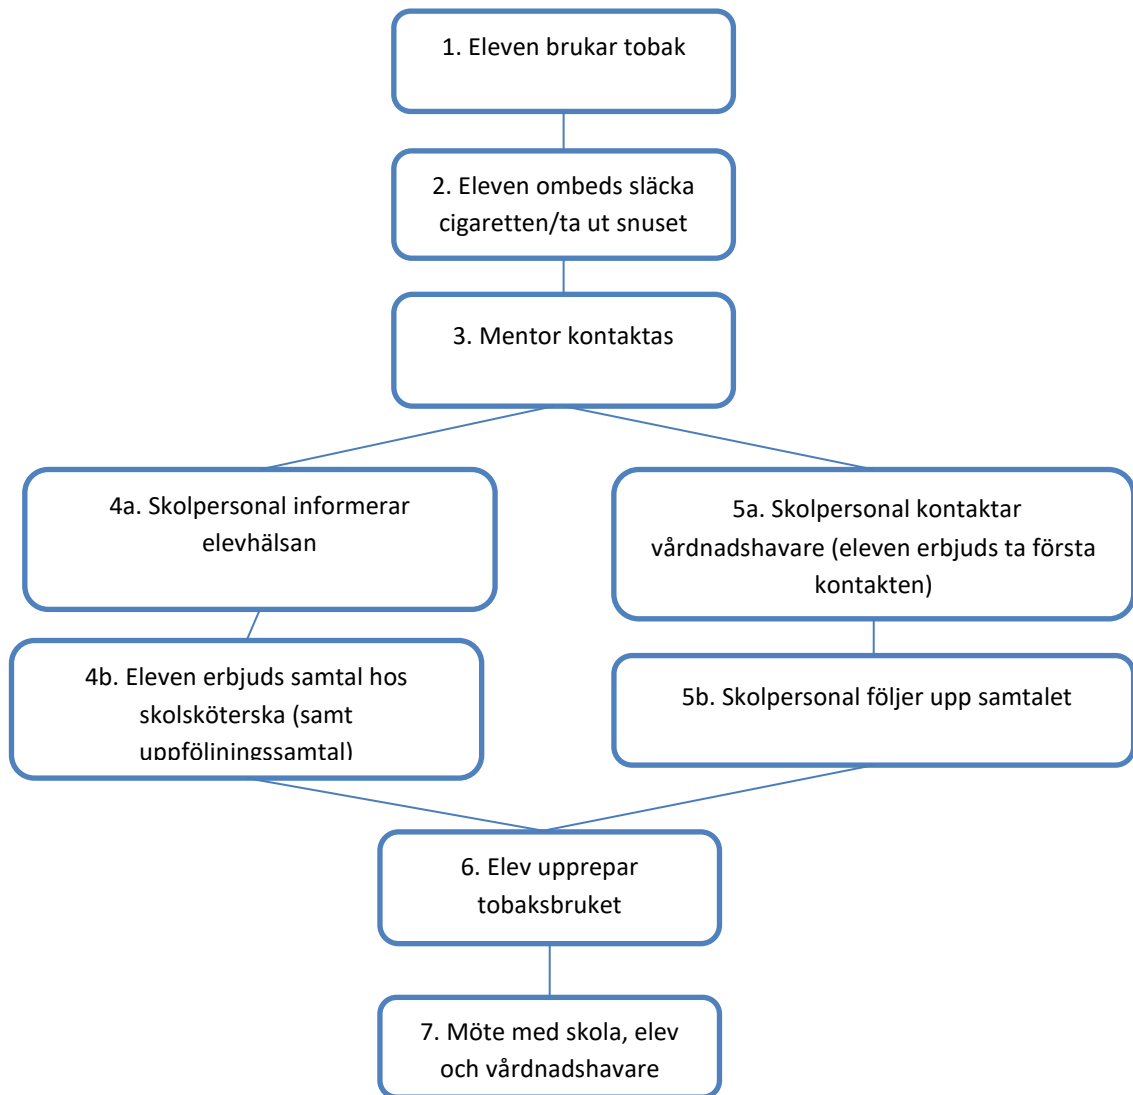 1. Eleven brukar tobak
2. Eleven ombeds släcka
cigaretten/ta ut snuset
3. Mentor kontaktas
4a. Skolpersonal informerar
elevhälsan
5a. Skolpersonal kontaktar
vårdnadshavare (eleven erbjuds ta första
kontakten)
4b. Eleven erbjuds samtal hos
skolsköterska (samt
uppföljningssamtal)
5b. Skolpersonal följer upp samtalet
6. Elev upprepar
tobaksbruket
7. Möte med skola, elev
och vårdnadshavare